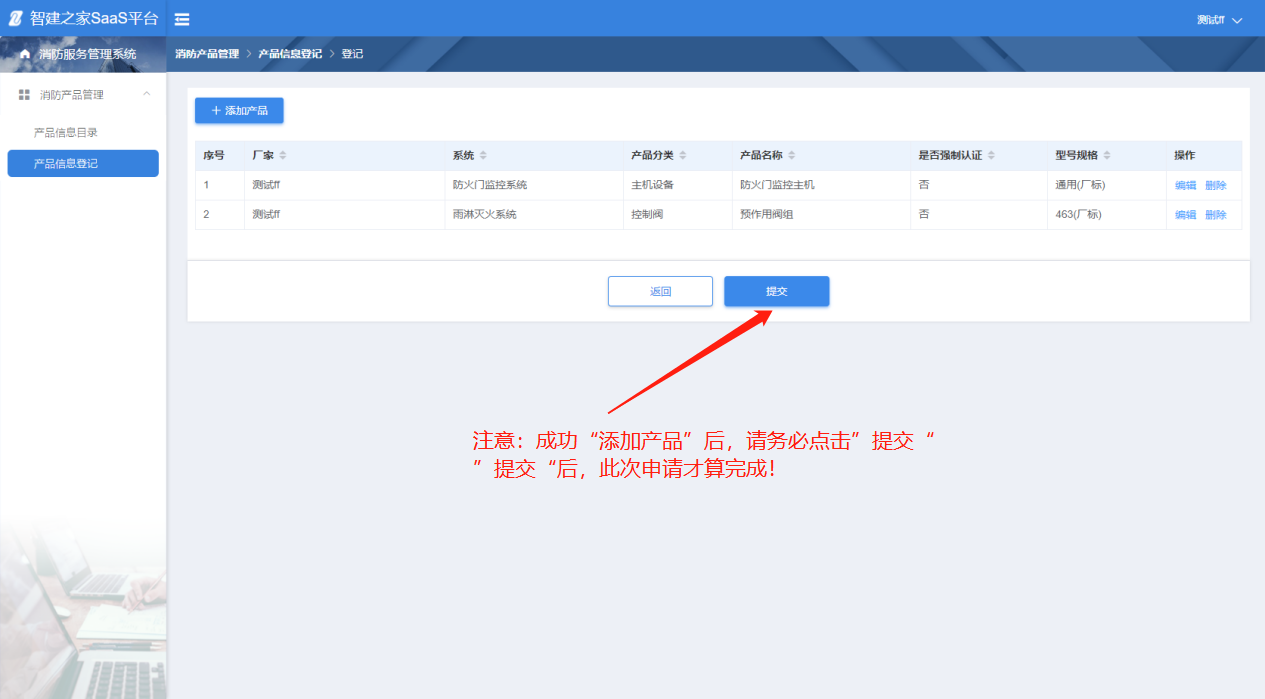 智建之家SaaS平台
测试ff
消防服务管理系统
消防产品管理 > 产品信息登记 > 登记
消防产品管理
产品信息目录
产品信息登记
+ 添加产品
序号 厂家 系统 产品分类 产品名称 是否强制认证 型号规格 操作
1 测试ff 防火门监控系统 主机设备 防火门监控主机 否 通用(厂标) 编辑 删除
2 测试ff 雨淋灭火系统 控制阀 预作用阀组 否 463(厂标) 编辑 删除
返回 提交
注意：成功“添加产品”后，请务必点击”提交“
”提交“后，此次申请才算完成！